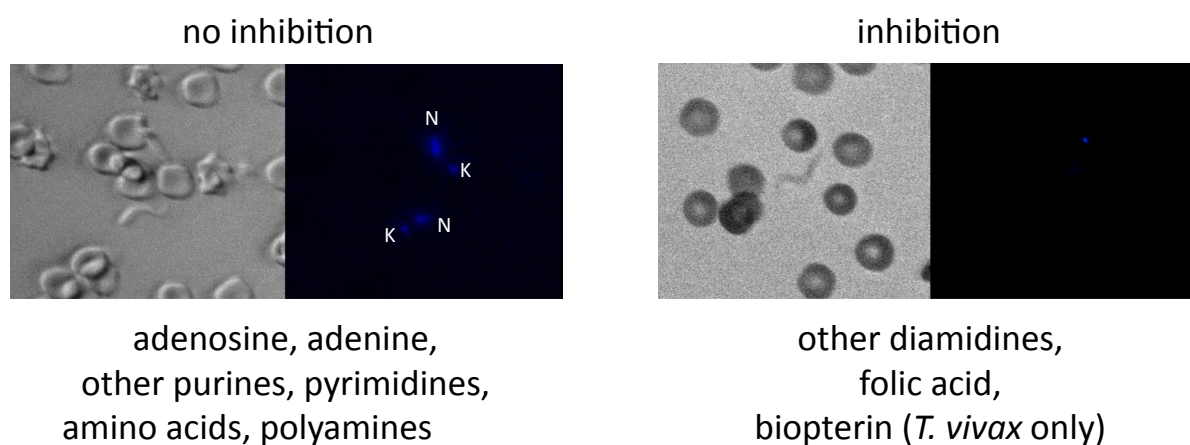 no inhibition
inhibition
N
K
K
N
adenosine, adenine,
other purines, pyrimidines,
amino acids, polyamines
other diamidines,
folic acid,
biopterin (T. vivax only)